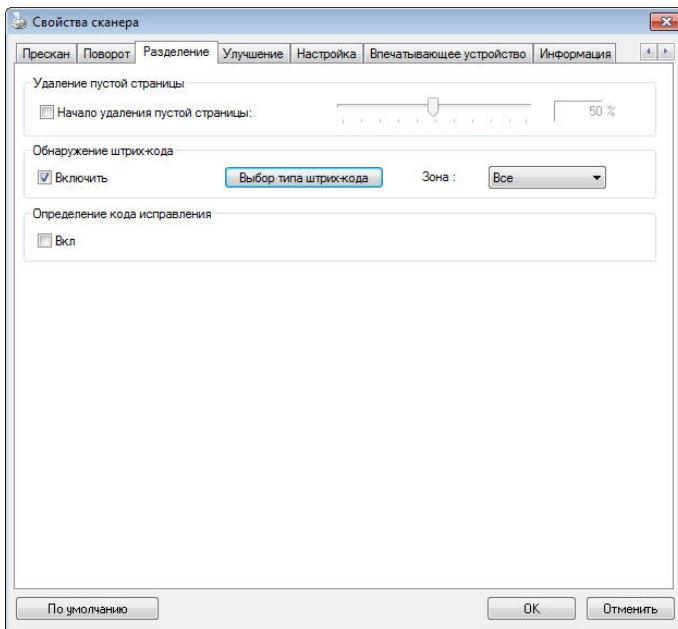 Свойства сканера
Прескан Поворот Разделение Улучшение Настройка Впечатывающее устройство Информация
Удаление пустой страницы
Начало удаления пустой страницы: 50 %
Обнаружение штрих-кода
Включить Выбор типа штрих-кода Зона : Все
Определение кода исправления
Вкл
По умолчанию OK Отменить